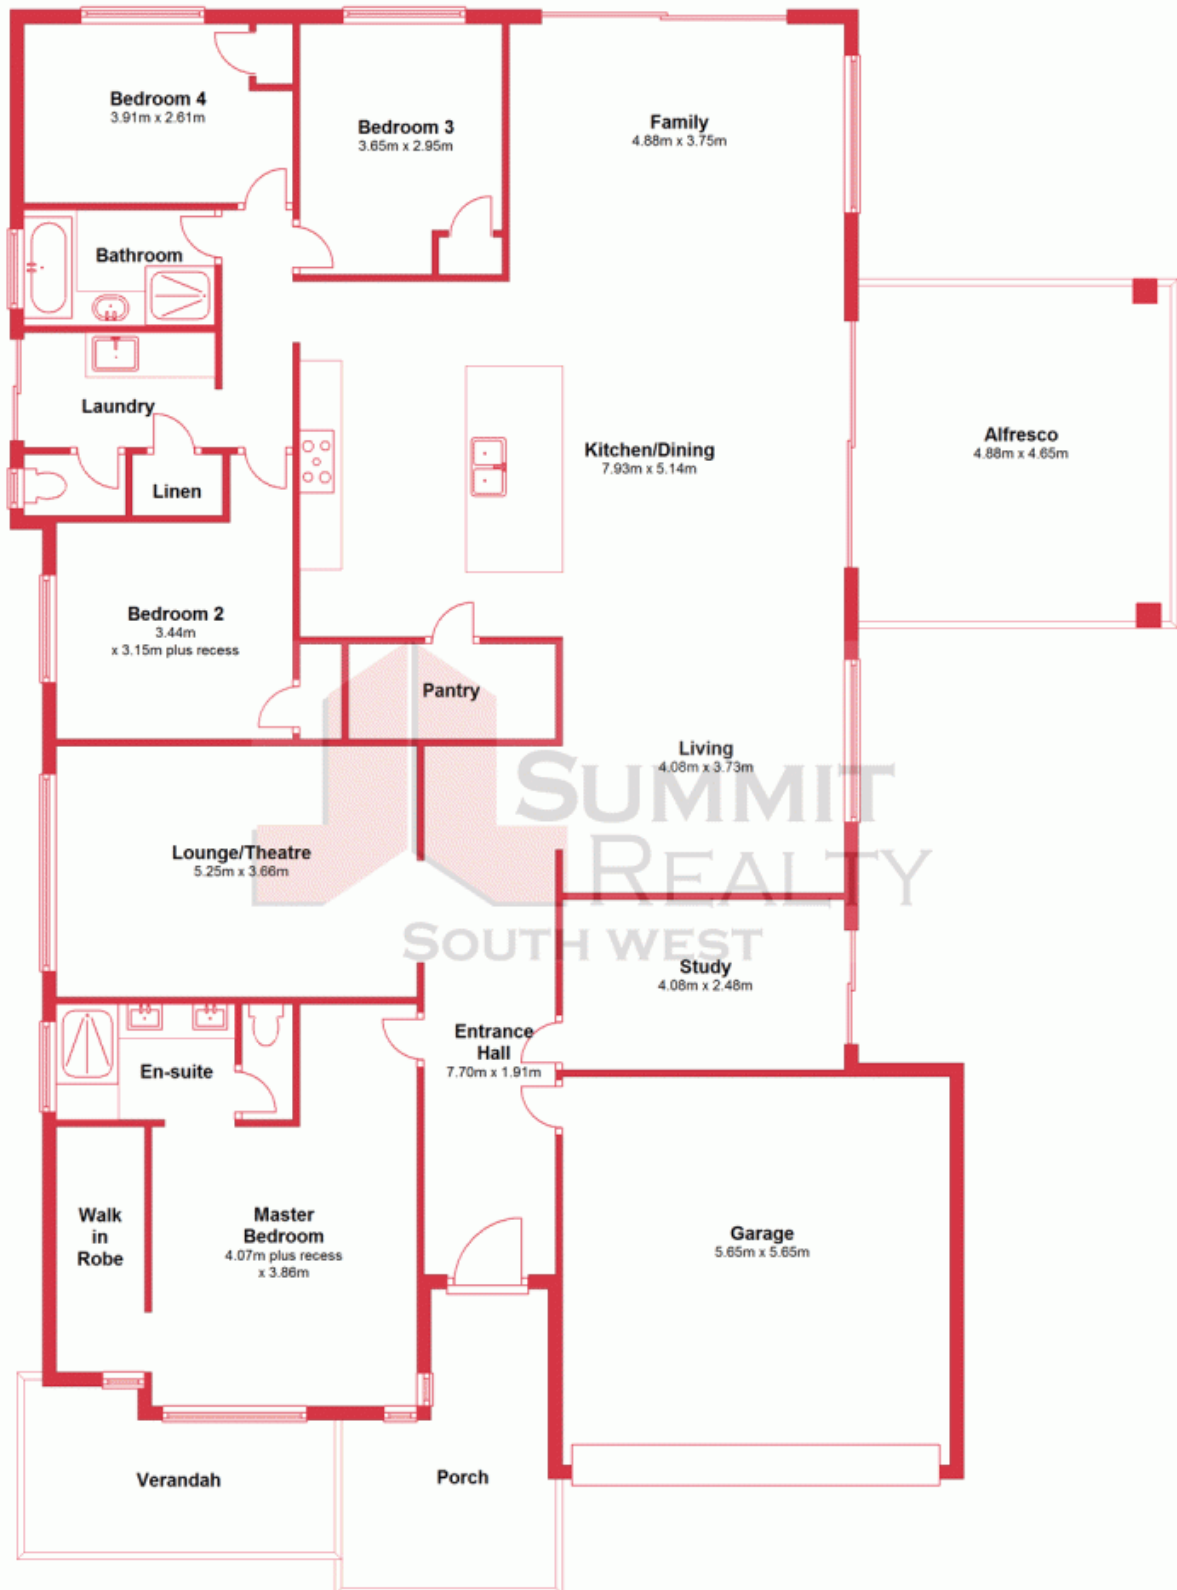 Bedroom 4
3.91m x 2.61m
Bedroom 3
3.65m x 2.95m
Family
4.88m x 3.75m
Bathroom
Laundry
Linen
Kitchen/Dining
7.93m x 5.14m
Alfresco
4.88m x 4.65m
Bedroom 2
3.44m
x 3.15m plus recess
Pantry
Living
4.08m x 3.73m
SUMMIT
REALTY
SOUTH WEST
Lounge/Theatre
5.25m x 3.66m
Study
4.08m x 2.48m
Entrance
Hall
7.70m x 1.91m
En-suite
Walk
in
Robe
Master
Bedroom
4.07m plus recess
x 3.86m
Garage
5.65m x 5.65m
Verandah
Porch